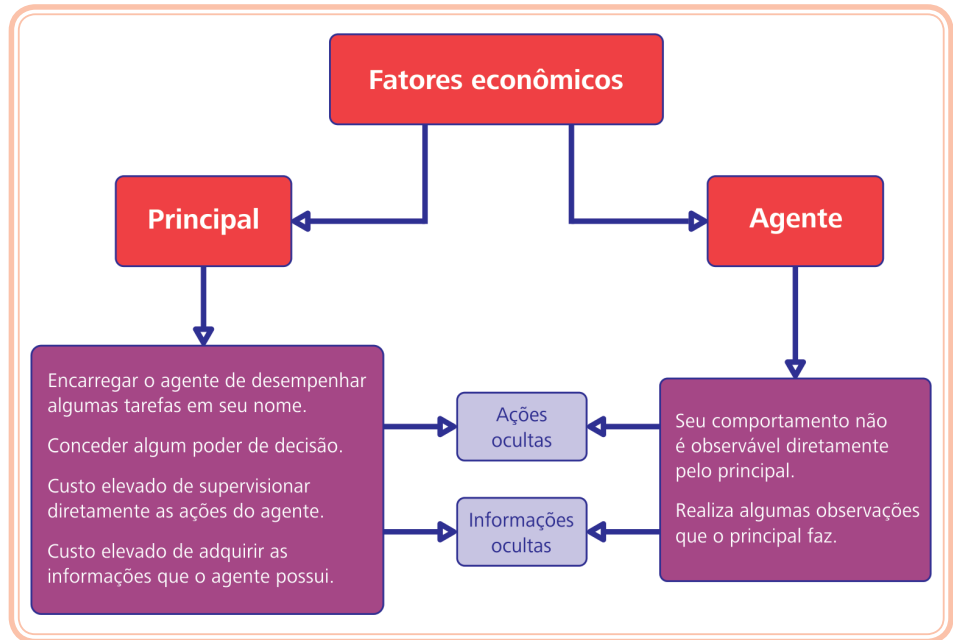 Fatores econômicos
Principal
Agente
Encarregar o agente de desempenhar
algumas tarefas em seu nome.
Conceder algum poder de decisão.
Custo elevado de supervisionar
diretamente as ações do agente.
Custo elevado de adquirir as
informações que o agente possui.
Ações
ocultas
Informações
ocultas
Seu comportamento não
é observável diretamente
pelo principal.
Realiza algumas observações
que o principal faz.